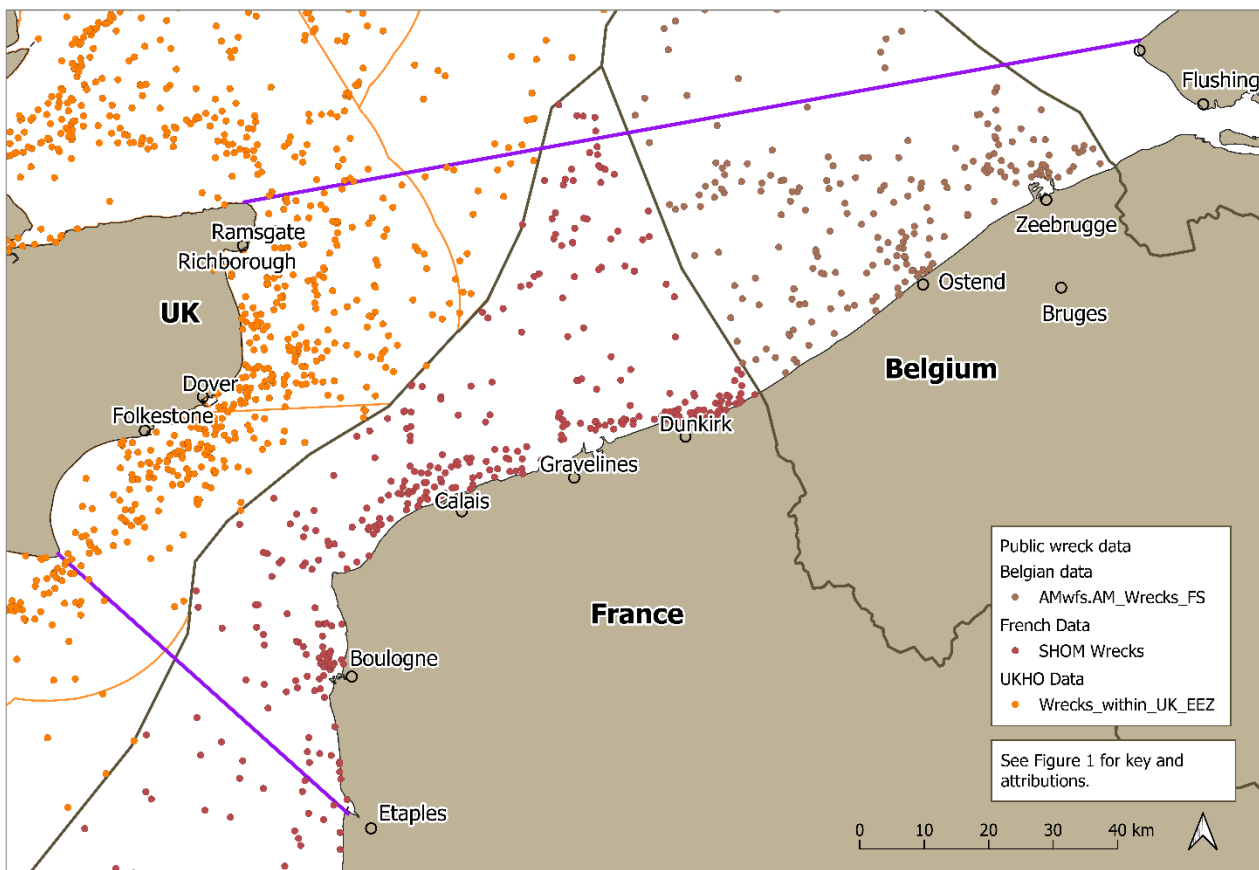 Flushing
Ramsgate
Richborough
Zeebrugge
Ostend
Bruges
UK
Belgium
Dover
Folkestone
Dunkirk
Gravelines
Calais
France
Boulogne
Etaples
Public wreck data
Belgian data
AMwfs.AM_Wrecks_FS
French Data
SHOM Wrecks
UKHO Data
Wrecks_within_UK_EEZ
See Figure 1 for key and
attributions.
0 10 20 30 40 km